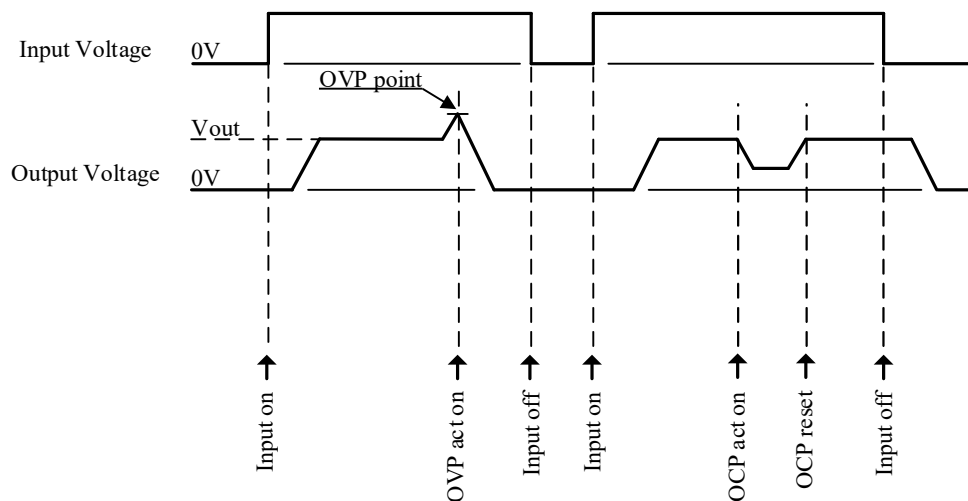 Input Voltage
0V
OVP point
Vout
Output Voltage
0V
Input on
OVP act on
Input off
Input on
OCP act on
OCP reset
Input off